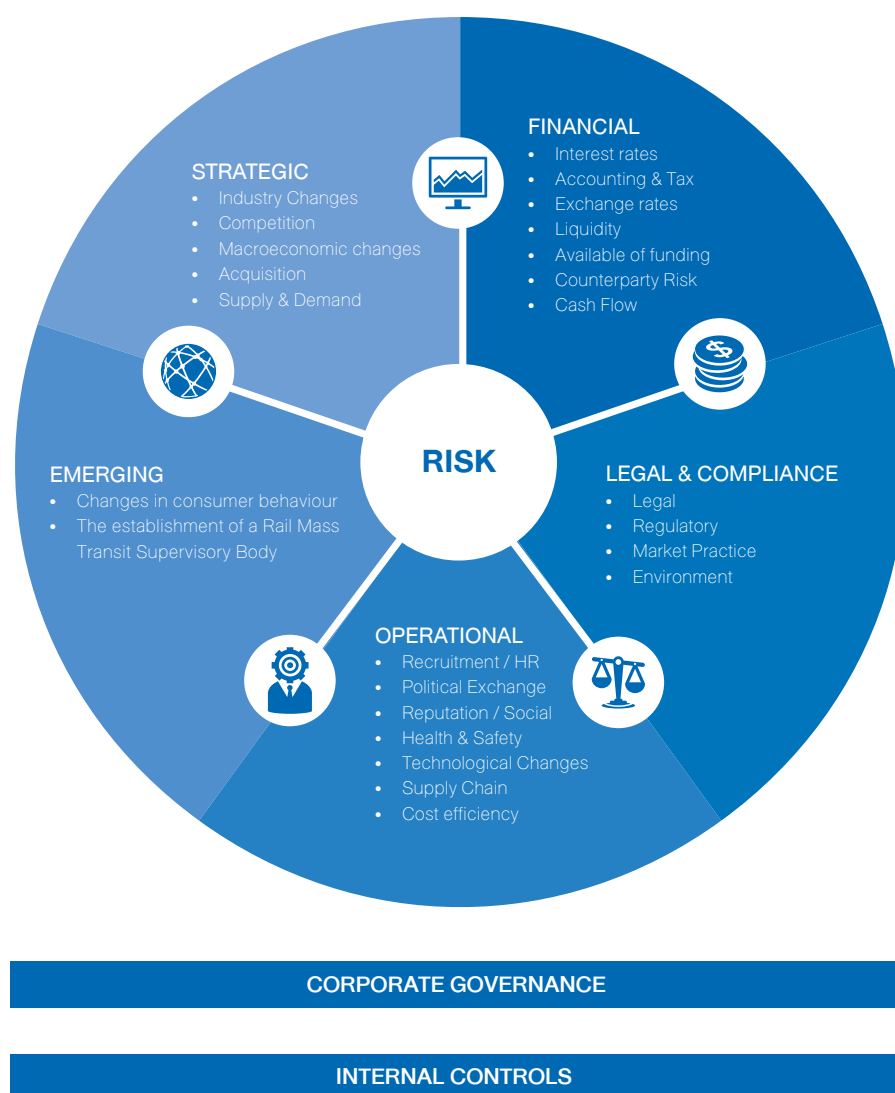 STRATEGIC
• Industry Changes
• Competition
• Macroeconomic changes
• Acquisition
• Supply & Demand
FINANCIAL
• Interest rates
• Accounting & Tax
• Exchange rates
• Liquidity
• Available of funding
• Counterparty Risk
• Cash Flow
RISK
EMERGING
• Changes in consumer behaviour
• The establishment of a Rail Mass
Transit Supervisory Body
LEGAL & COMPLIANCE
• Legal
• Regulatory
• Market Practice
• Environment
OPERATIONAL
• Recruitment / HR
• Political Exchange
• Reputation / Social
• Health & Safety
• Technological Changes
• Supply Chain
• Cost efficiency
$
CORPORATE GOVERNANCE
INTERNAL CONTROLS